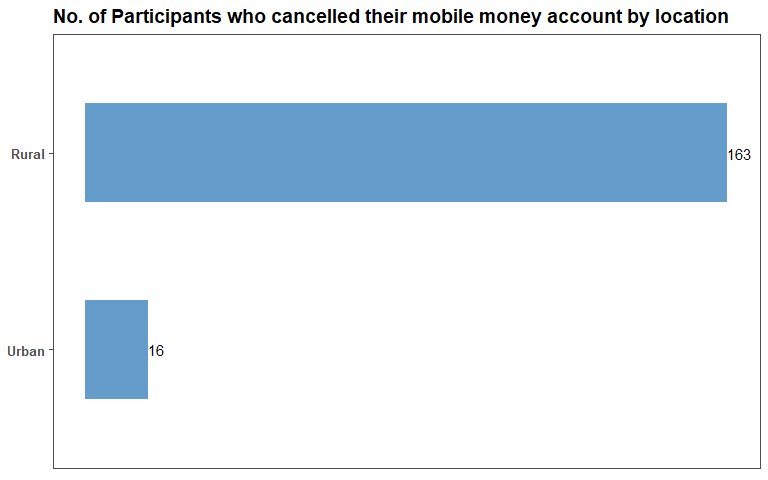 No. of Participants who cancelled their mobile money account by location
Rural
163
Urban
16